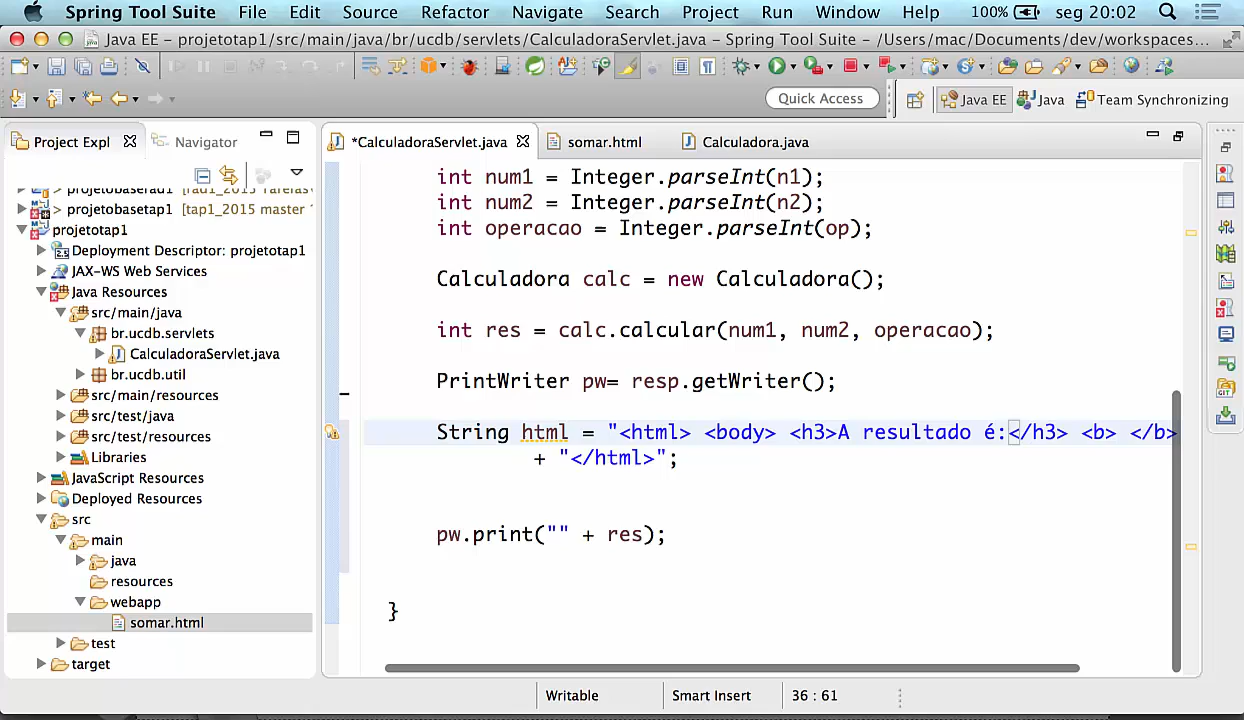 Spring Tool Suite File Edit Source Refactor Navigate Search Project Run Window Help 100% seg 20:02
Java EE – projetotap1/src/main/java/br/ucdb/servlets/CalculadoraServlet.java – Spring Tool Suite – /Users/mac/Documents/dev/workspaces...
Quick Access Java EE Java Team Synchronizing
Project Expl Navigator
*CalculadoraServlet.java somar.html Calculadora.java
> projetobaserad1 [rad1_2015 Tarefas
> projetobasetap1 [tap1_2015 master
projetotap1
Deployment Descriptor: projetotap1
JAX-WS Web Services
Java Resources
src/main/java
br.ucdb.servlets
CalculadoraServlet.java
br.ucdb.util
src/main/resources
src/test/java
src/test/resources
Libraries
JavaScript Resources
Deployed Resources
src
main
java
resources
webapp
somar.html
test
target
int num1 = Integer.parseInt(n1);
int num2 = Integer.parseInt(n2);
int operacao = Integer.parseInt(op);
Calculadora calc = new Calculadora();
int res = calc.calcular(num1, num2, operacao);
PrintWriter pw= resp.getWriter();
String html = "<html> <body> <h3>A resultado é:</h3> <b> </b>
+ "</html>";
pw.print("" + res);
}
Writable Smart Insert 36 : 61